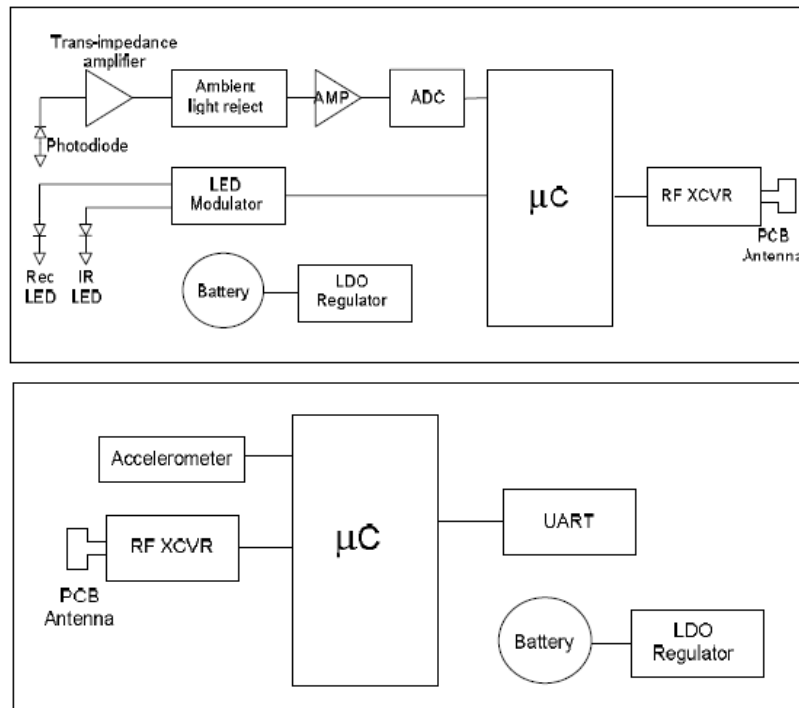 Trans-impedance
amplifier
Ambient
light reject
AMP
ADC
Photodiode
LED
Modulator
μC
RF XCVR
PCB
Antenna
Rec
LED
IR
LED
Battery
LDO
Regulator
Accelerometer
RF XCVR
μC
UART
PCB
Antenna
Battery
LDO
Regulator